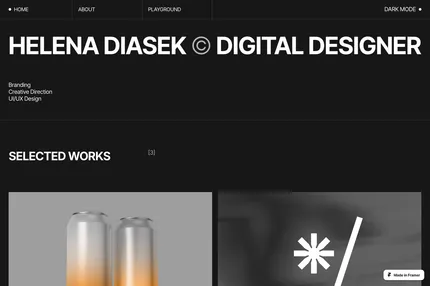 HOME
ABOUT
PLAYGROUND
DARK MODE
HELENA DIASEK © DIGITAL DESIGNER
Branding
Creative Direction
UI/UX Design
SELECTED WORKS
(3)
Made in Framer